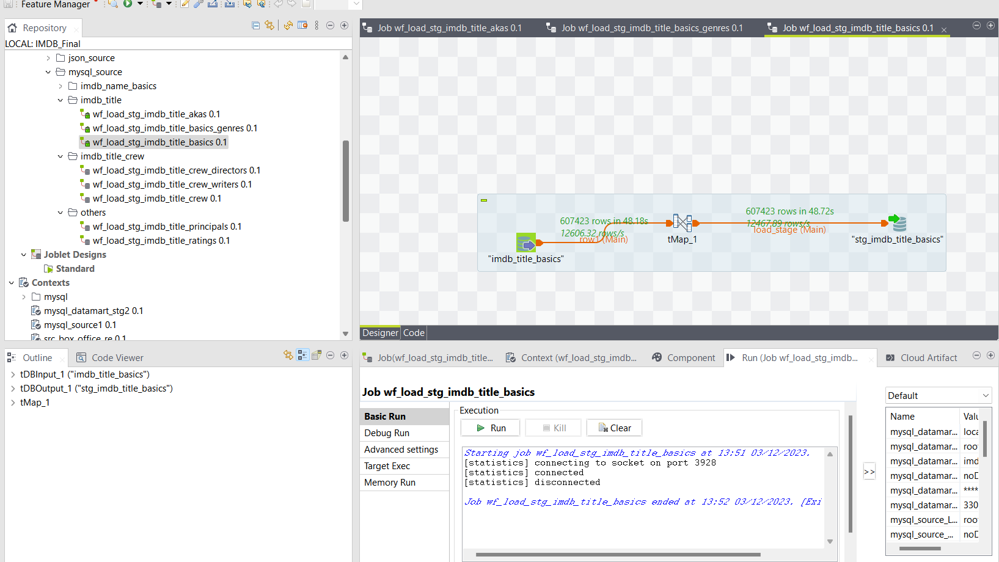 Feature Manager
Repository
LOCAL: IMDB_Final
json_source
mysql_source
imdb_name_basics
imdb_title
wf_load_stg_imdb_title_akas 0.1
wf_load_stg_imdb_title_basics_genres 0.1
wf_load_stg_imdb_title_basics 0.1
imdb_title_crew
wf_load_stg_imdb_title_crew_directors 0.1
wf_load_stg_imdb_title_crew_writers 0.1
wf_load_stg_imdb_title_crew 0.1
others
wf_load_stg_imdb_title_principals 0.1
wf_load_stg_imdb_title_ratings 0.1
Joblet Designs
Standard
Contexts
mysql
mysql_datamart_stg2 0.1
mysql_source1 0.1
src_box_office_re 0.1
Job wf_load_stg_imdb_title_akas 0.1
Job wf_load_stg_imdb_title_basics_genres 0.1
Job wf_load_stg_imdb_title_basics 0.1
607423 rows in 48.18s
12606.32 rows/s
row1 (Main)
607423 rows in 48.72s
12467.89 rows/s
load_stage (Main)
"imdb_title_basics"
tMap_1
"stg_imdb_title_basics"
Designer
Code
Outline
Code Viewer
tDBInput_1 ("imdb_title_basics")
tDBOutput_1 ("stg_imdb_title_basics")
tMap_1
Job(wf_load_stg_imdb_title...
Context (wf_load_stg_imdb...
Component
Run (Job wf_load_stg_imdb...
Cloud Artifact
Job wf_load_stg_imdb_title_basics
Basic Run
Debug Run
Advanced settings
Target Exec
Memory Run
Execution
Run
Kill
Clear
Starting job wf_load_stg_imdb_title_basics at 13:51 03/12/2023.
[statistics] connecting to socket on port 3928
[statistics] connected
[statistics] disconnected
Job wf_load_stg_imdb_title_basics ended at 13:52 03/12/2023. [Exi
>>
Default
Name Valu
mysql_datamar... loca
mysql_datamar... roo
mysql_datamar... imd
mysql_datamar... noD
mysql_datamar... ****
mysql_datamar... 330
mysql_source_L... roo
mysql_source_... noD